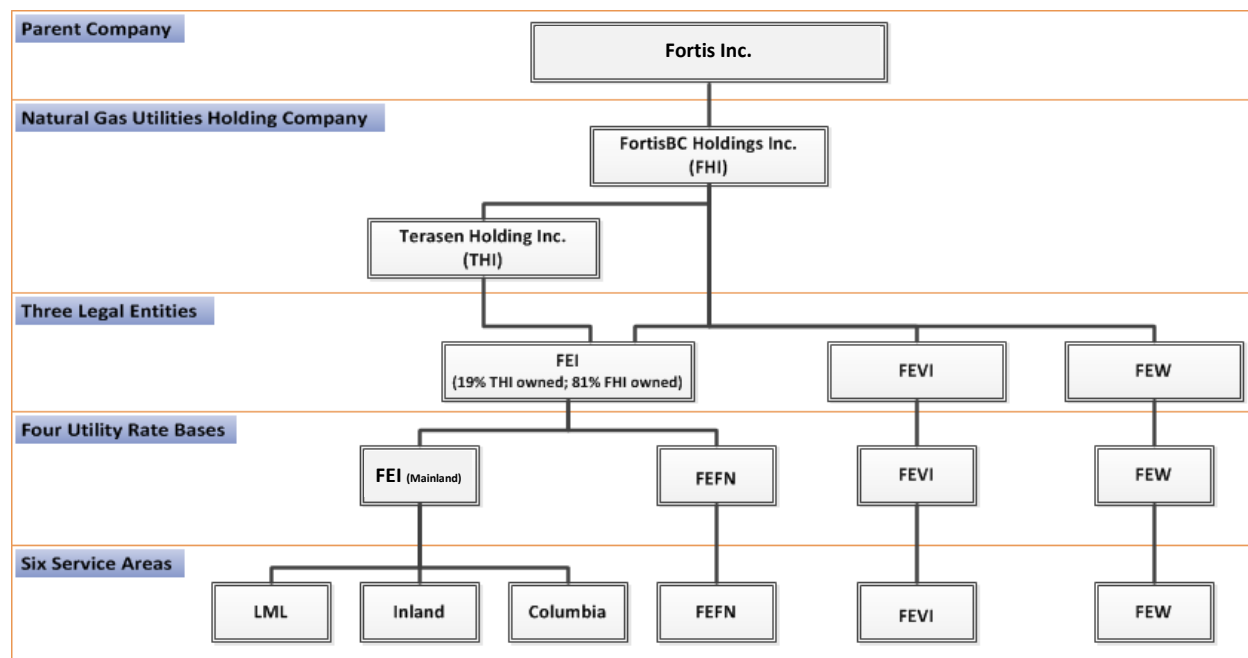 Parent Company
Fortis Inc.
Natural Gas Utilities Holding Company
FortisBC Holdings Inc.
(FHI)
Terasen Holding Inc.
(THI)
Three Legal Entities
FEI
(19% THI owned; 81% FHI owned)
FEVI
FEW
Four Utility Rate Bases
FEI (Mainland)
FEFN
FEVI
FEW
Six Service Areas
LML
Inland
Columbia
FEFN
FEVI
FEW